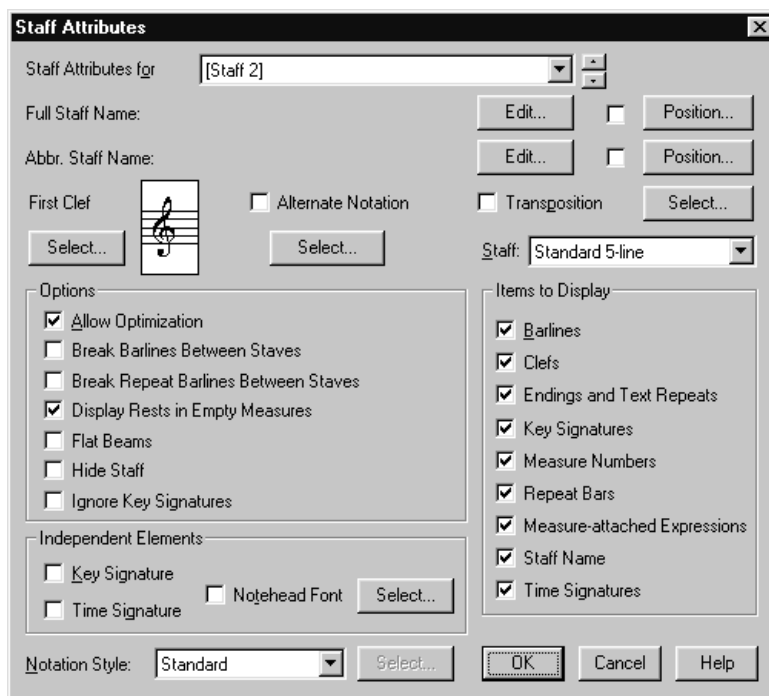 Staff Attributes
Staff Attributes for [Staff 2]
Full Staff Name: Edit... Position...
Abbr. Staff Name: Edit... Position...
First Clef Alternate Notation Transposition Select...
Select... Select... Staff: Standard 5-line
Options
Allow Optimization
Break Barlines Between Staves
Break Repeat Barlines Between Staves
Display Rests in Empty Measures
Flat Beams
Hide Staff
Ignore Key Signatures
Items to Display
Barlines
Clefs
Endings and Text Repeats
Key Signatures
Measure Numbers
Repeat Bars
Measure-attached Expressions
Staff Name
Time Signatures
Independent Elements
Key Signature
Time Signature
Notehead Font Select...
Notation Style: Standard Select... OK Cancel Help